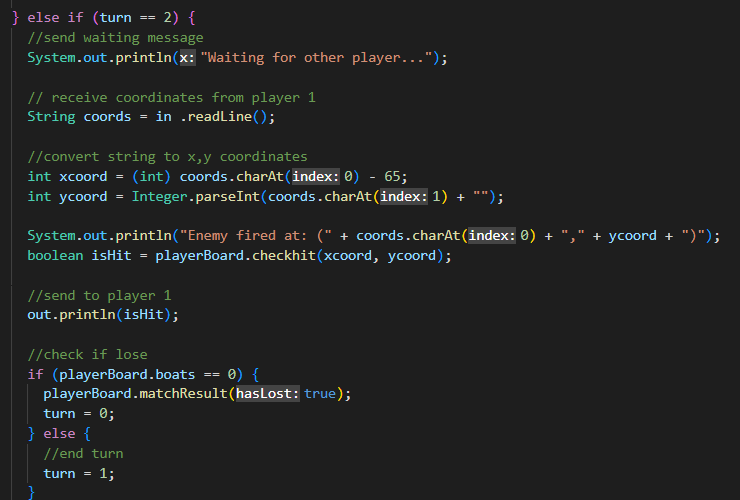 } else if (turn == 2) {
//send waiting message
System.out.println(x: "Waiting for other player...");
// receive coordinates from player 1
String coords = in .readLine();
//convert string to x,y coordinates
int xcoord = (int) coords.charAt(index: 0) - 65;
int ycoord = Integer.parseInt(coords.charAt(index: 1) + "");
System.out.println("Enemy fired at: (" + coords.charAt(index: 0) + "," + ycoord + ")");
boolean isHit = playerBoard.checkhit(xcoord, ycoord);
//send to player 1
out.println(isHit);
//check if lose
if (playerBoard.boats == 0) {
playerBoard.matchResult(hasLost: true);
turn = 0;
} else {
//end turn
turn = 1;
}